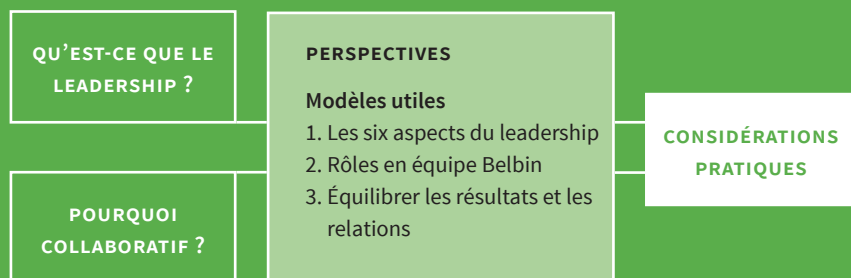 QU’EST-CE QUE LE
LEADERSHIP ?
POURQUOI
COLLABORATIF ?
PERSPECTIVES
Modèles utiles
1. Les six aspects du leadership
2. Rôles en équipe Belbin
3. Équilibrer les résultats et les
relations
CONSIDÉRATIONS
PRATIQUES